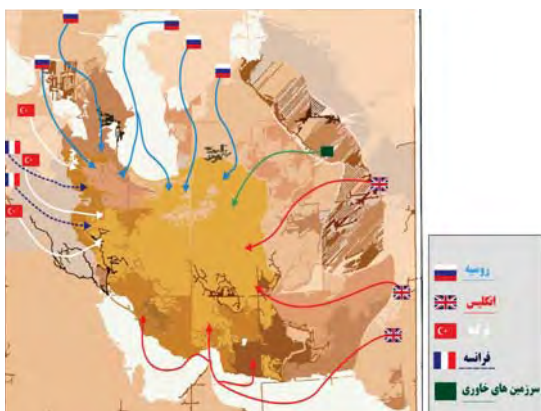 روسیه
انگلیس
ترکیه
فرانسه
سرزمین های خاوری